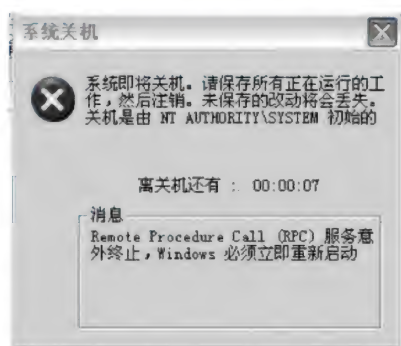 系统关机
系统即将关机。请保存所有正在运行的工
作，然后注销。未保存的改动将会丢失。
关机是由 NT AUTHORITY\SYSTEM 初始的
离关机还有 : 00:00:07
消息
Remote Procedure Call (RPC) 服务意
外终止，Windows 必须立即重新启动